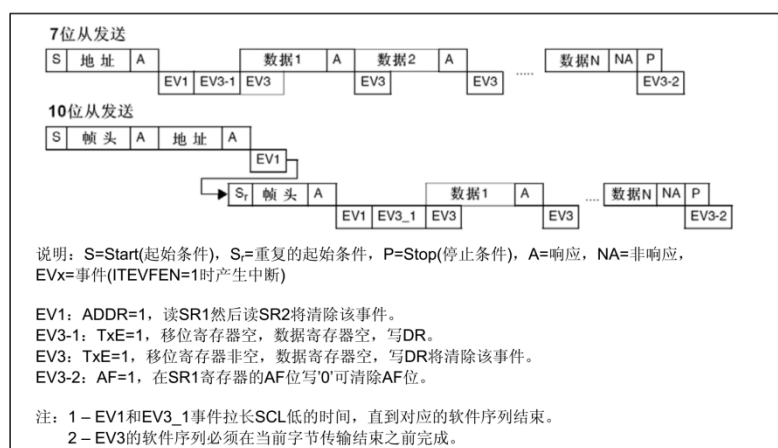 7位从发送
S 地 址 A 数据1 A 数据2 A ..... 数据N NA P
EV1 EV3-1 EV3 EV3 EV3 EV3-2
10位从发送
S 帧 头 A 地 址 A
EV1
Sr 帧 头 A 数据1 A .... 数据N NA P
EV1 EV3_1 EV3 EV3 EV3-2
说明：S=Start(起始条件)，Sr=重复的起始条件，P=Stop(停止条件)，A=响应，NA=非响应，
EVx=事件(ITEVFEN=1时产生中断)
EV1：ADDR=1，读SR1然后读SR2将清除该事件。
EV3-1：TxE=1，移位寄存器空，数据寄存器空，写DR。
EV3：TxE=1，移位寄存器非空，数据寄存器空，写DR将清除该事件。
EV3-2：AF=1，在SR1寄存器的AF位写'0'可清除AF位。
注：1 – EV1和EV3_1事件拉长SCL低的时间，直到对应的软件序列结束。
2 – EV3的软件序列必须在当前字节传输结束之前完成。